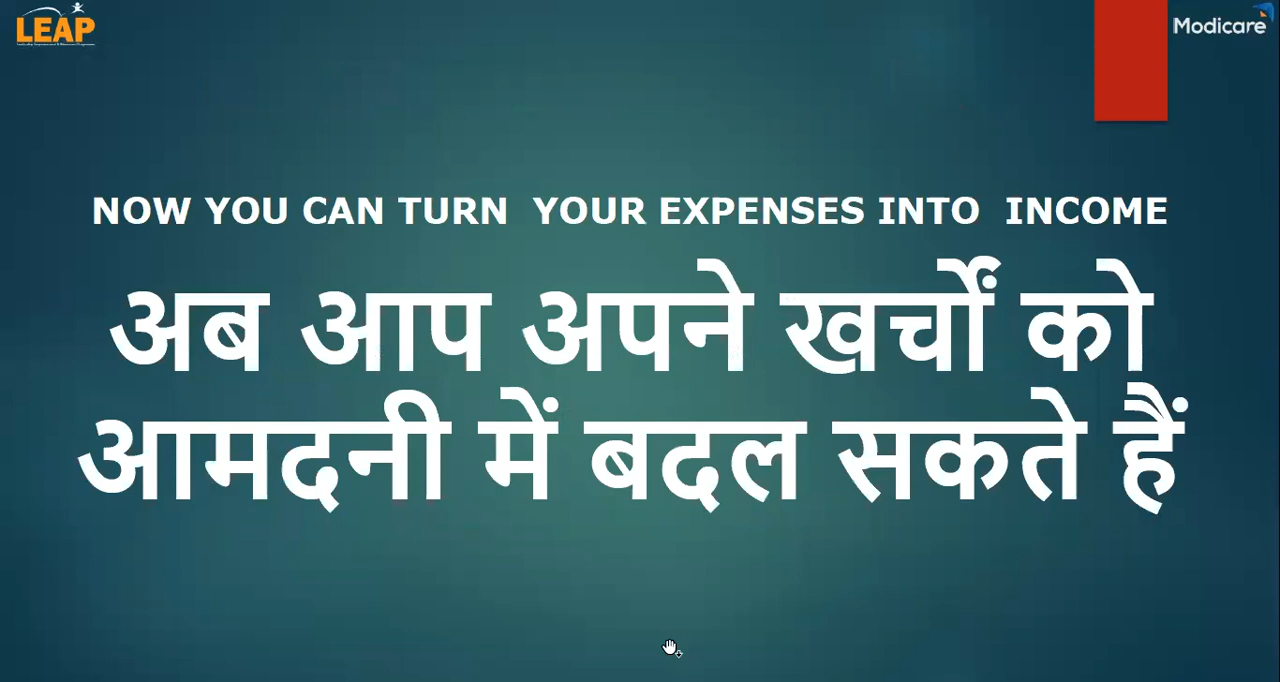 LEAP
Modicare
NOW YOU CAN TURN YOUR EXPENSES INTO INCOME
अब आप अपने खर्चों को
आमदनी में बदल सकते हैं